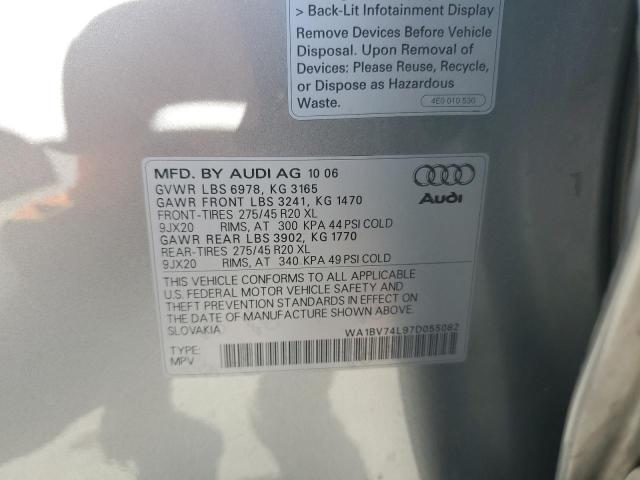 > Back-Lit Infotainment Display
Remove Devices Before Vehicle
Disposal. Upon Removal of
Devices: Please Reuse, Recycle,
or Dispose as Hazardous
Waste.
4E0 010 530
MFD. BY AUDI AG 10 06
GVWR LBS 6978, KG 3165
GAWR FRONT LBS 3241, KG 1470
FRONT-TIRES 275/45 R20 XL
9JX20 RIMS, AT 300 KPA 44 PSI COLD
GAWR REAR LBS 3902, KG 1770
REAR-TIRES 275/45 R20 XL
9JX20 RIMS, AT 340 KPA 49 PSI COLD
Audi
THIS VEHICLE CONFORMS TO ALL APPLICABLE
U.S. FEDERAL MOTOR VEHICLE SAFETY AND
THEFT PREVENTION STANDARDS IN EFFECT ON
THE DATE OF MANUFACTURE SHOWN ABOVE.
SLOVAKIA WA1BV74L97D055082
TYPE:
MPV